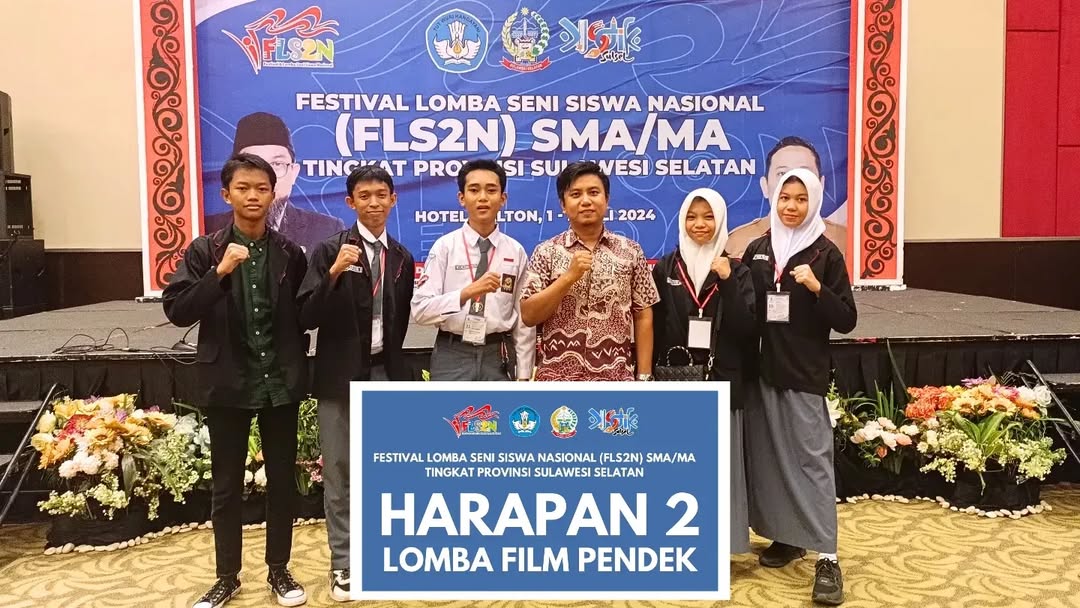 FLS2N
FESTIVAL LOMBA SENI SISWA NASIONAL
(FLS2N) SMA/MA
TINGKAT PROVINSI SULAWESI SELATAN
2024
FLS2N
FESTIVAL LOMBA SENI SISWA NASIONAL (FLS2N) SMA/MA
TINGKAT PROVINSI SULAWESI SELATAN
HARAPAN 2
LOMBA FILM PENDEK